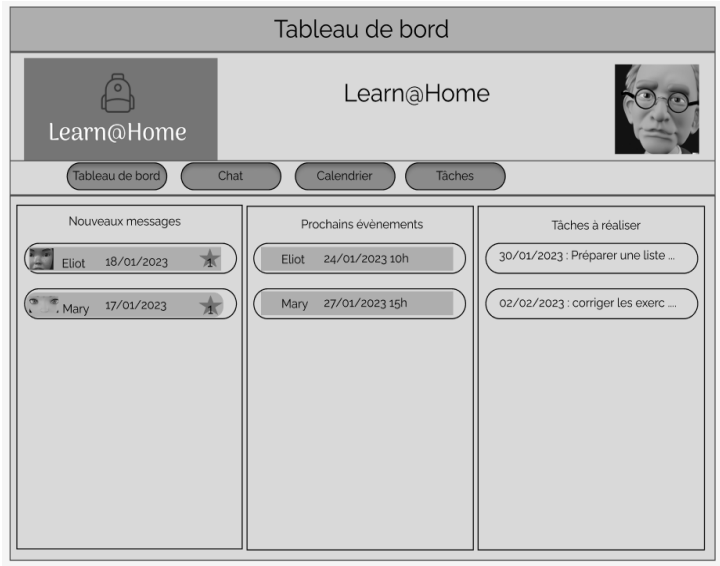 Tableau de bord
Learn@Home
Learn@Home
Tableau de bord
Chat
Calendrier
Tâches
Nouveaux messages
Eliot 18/01/2023 1
Mary 17/01/2023 1
Prochains évènements
Eliot 24/01/2023 10h
Mary 27/01/2023 15h
Tâches à réaliser
30/01/2023 : Préparer une liste ...
02/02/2023 : corriger les exerc ....